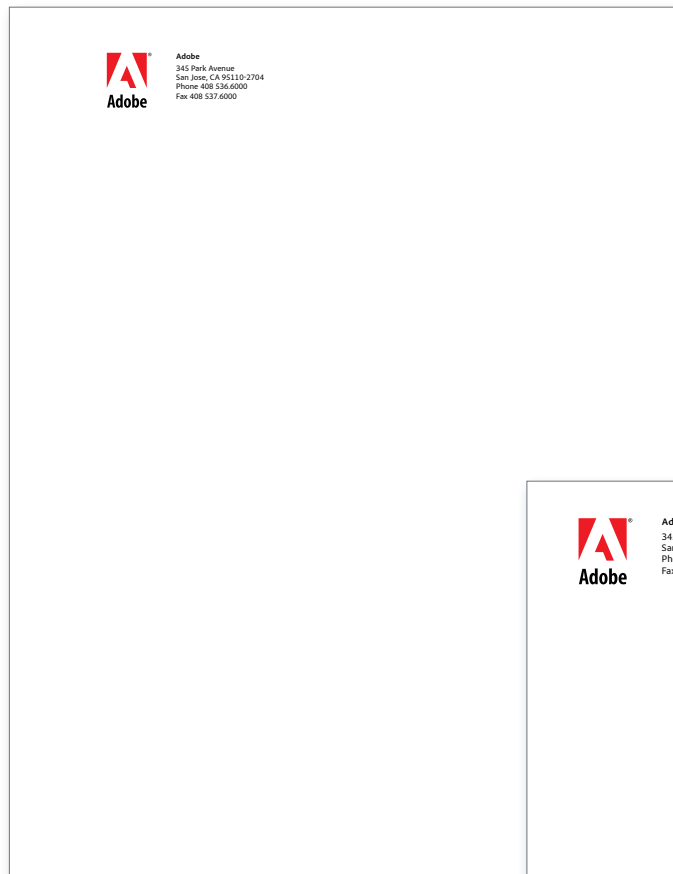 Adobe
345 Park Avenue
San Jose, CA 95110-2704
Phone 408 536.6000
Fax 408 537.6000
®
Adobe
®
Adobe